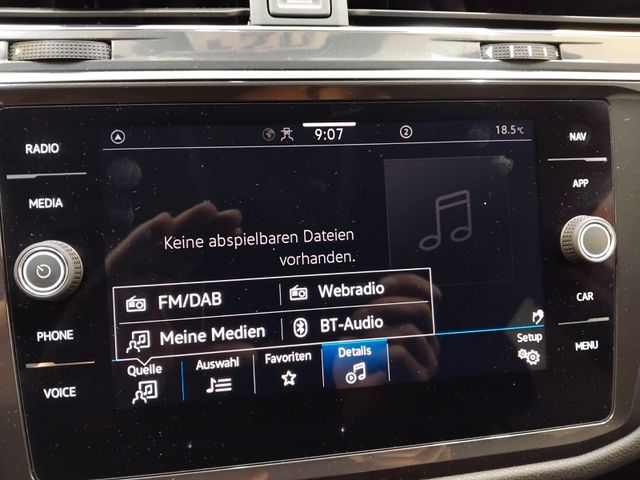 9:07
2
18.5°C
RADIO
MEDIA
PHONE
VOICE
NAV
APP
CAR
MENU
Keine abspielbaren Dateien
vorhanden.
FM/DAB
Webradio
Meine Medien
BT-Audio
Quelle
Auswahl
Favoriten
Details
Setup